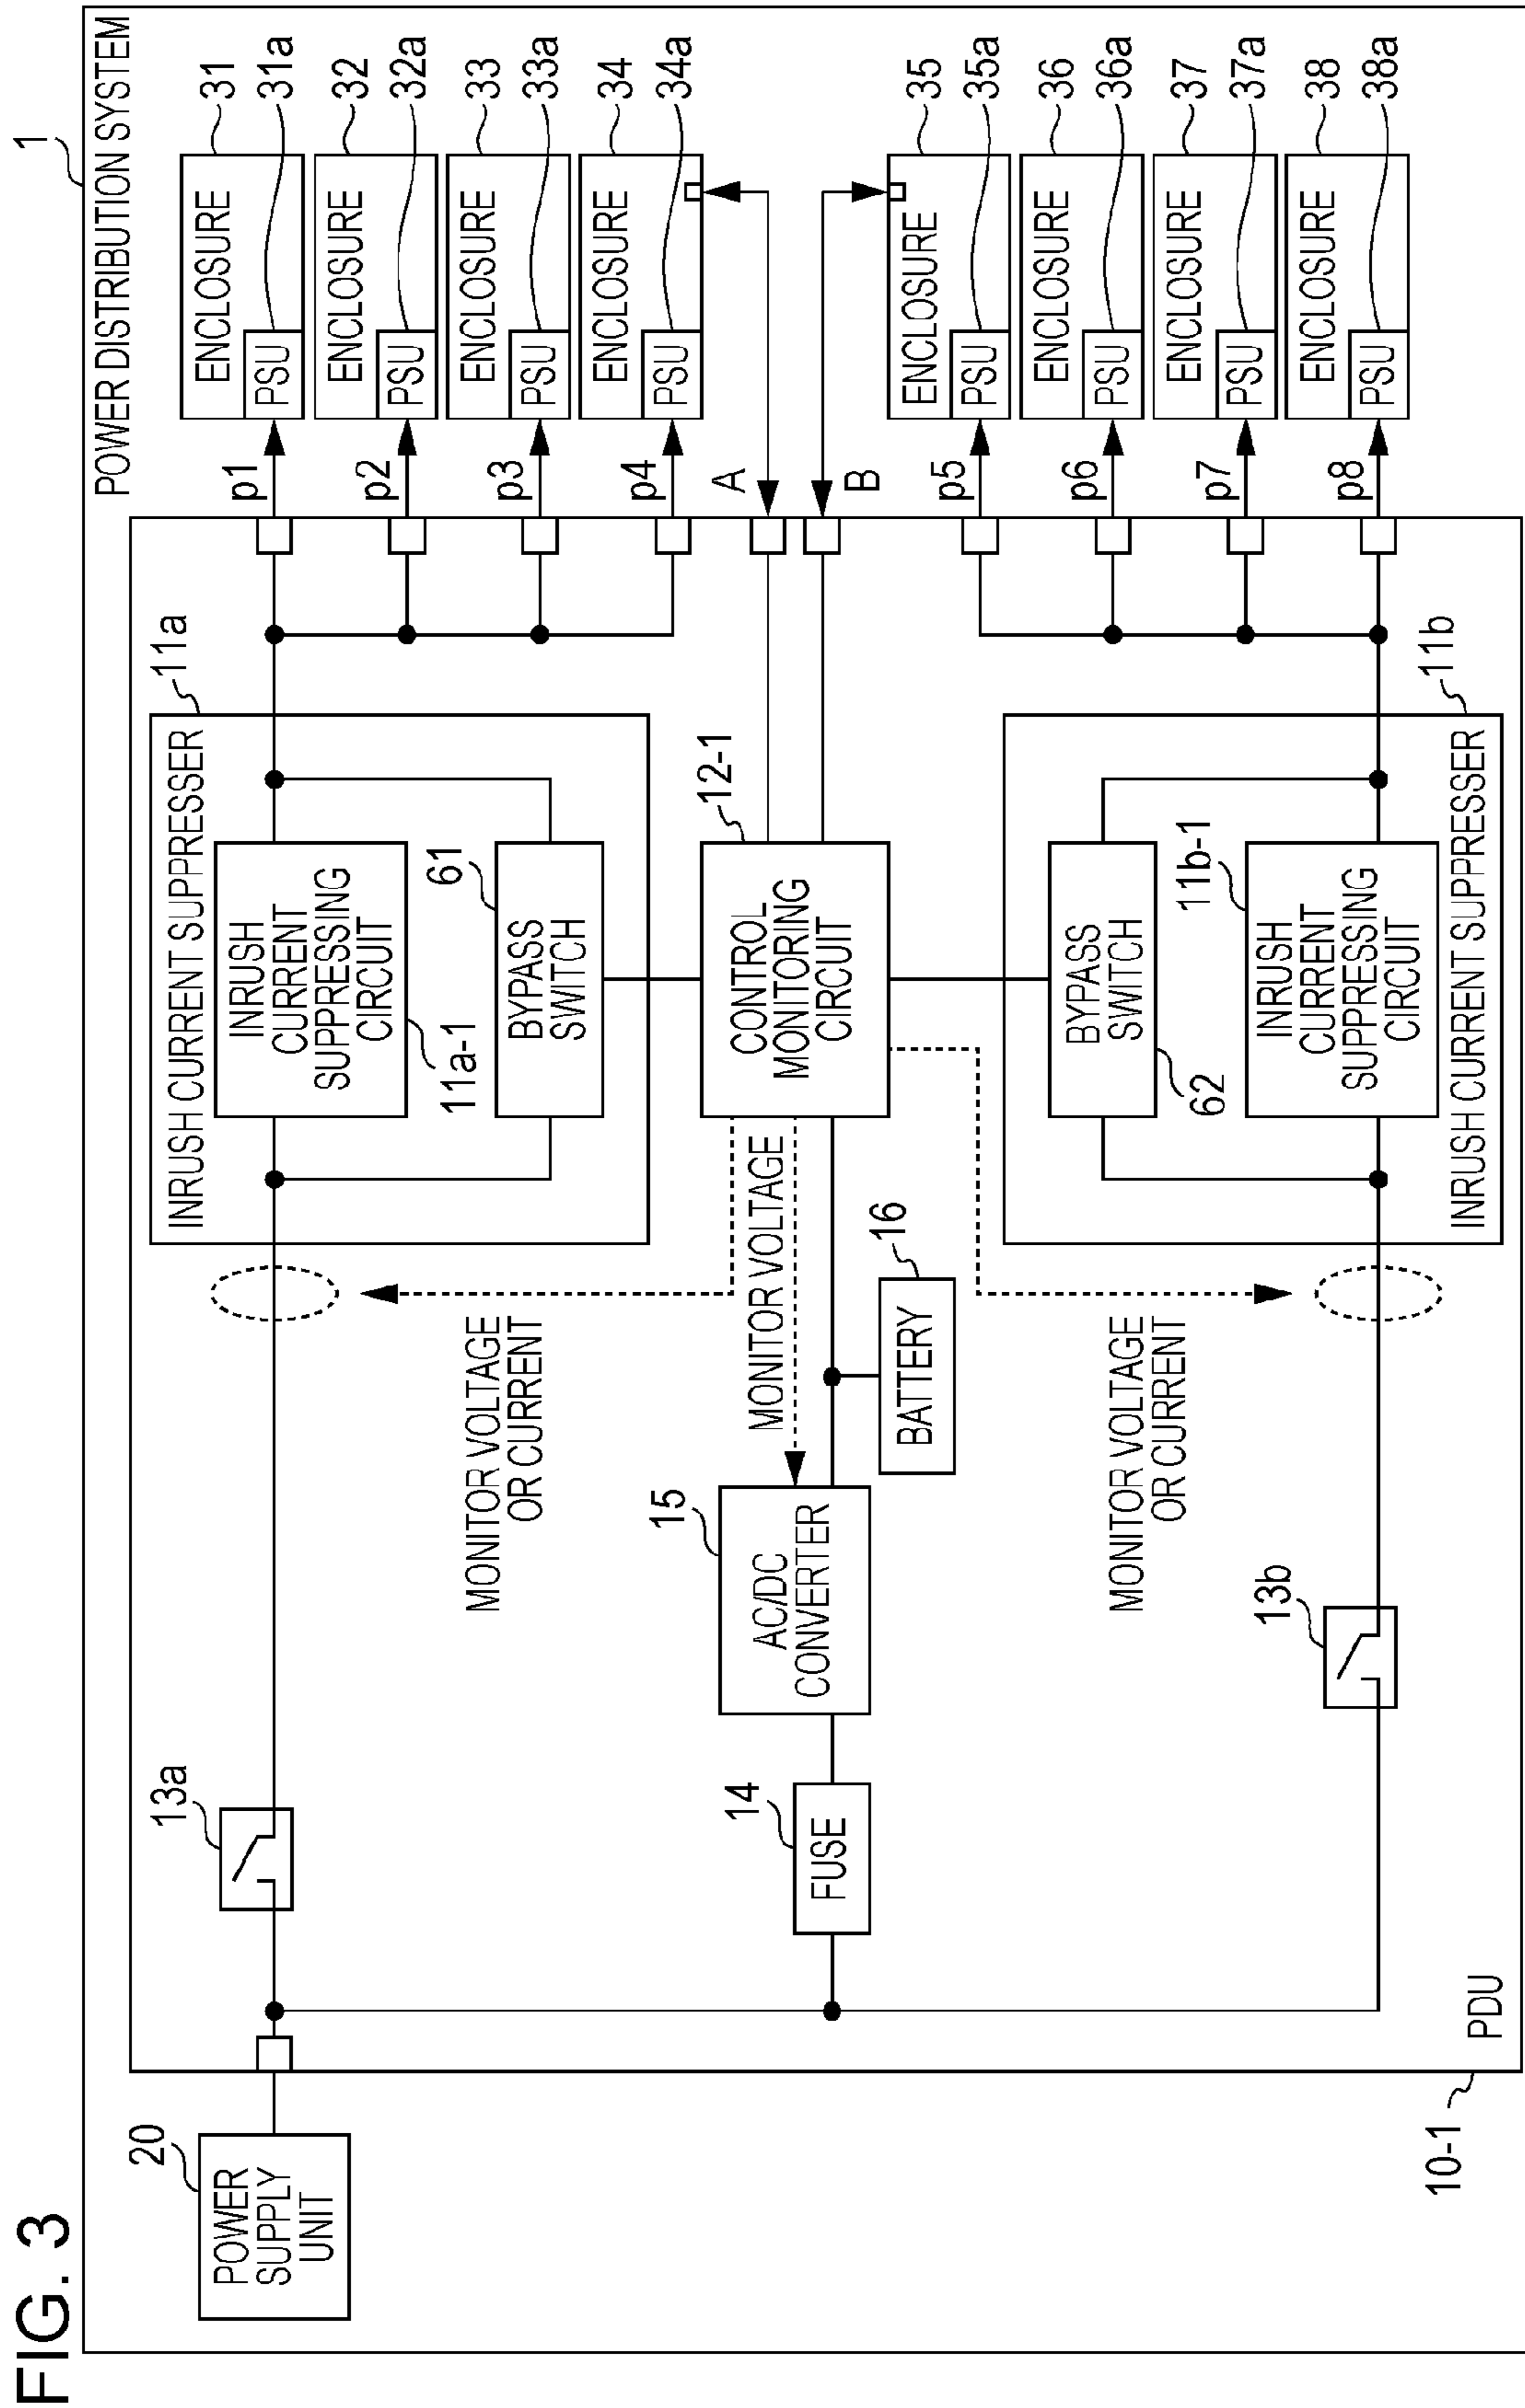 FIG. 3
1
POWER DISTRIBUTION SYSTEM
20
POWER
SUPPLY
UNIT
10-1
PDU
13a
13b
14
FUSE
15
AC/DC
CONVERTER
16
BATTERY
MONITOR VOLTAGE
OR CURRENT
MONITOR VOLTAGE
MONITOR VOLTAGE
OR CURRENT
11a
INRUSH CURRENT SUPPRESSER
INRUSH
CURRENT
SUPPRESSING
CIRCUIT
11a-1
61
BYPASS
SWITCH
12-1
CONTROL
MONITORING
CIRCUIT
BYPASS
SWITCH
62
11b-1
INRUSH
CURRENT
SUPPRESSING
CIRCUIT
INRUSH CURRENT SUPPRESSER
11b
p1
p2
p3
p4
A
B
p5
p6
p7
p8
ENCLOSURE
PSU
31
31a
ENCLOSURE
PSU
32
32a
ENCLOSURE
PSU
33
33a
ENCLOSURE
PSU
34
34a
ENCLOSURE
PSU
35
35a
ENCLOSURE
PSU
36
36a
ENCLOSURE
PSU
37
37a
ENCLOSURE
PSU
38
38a